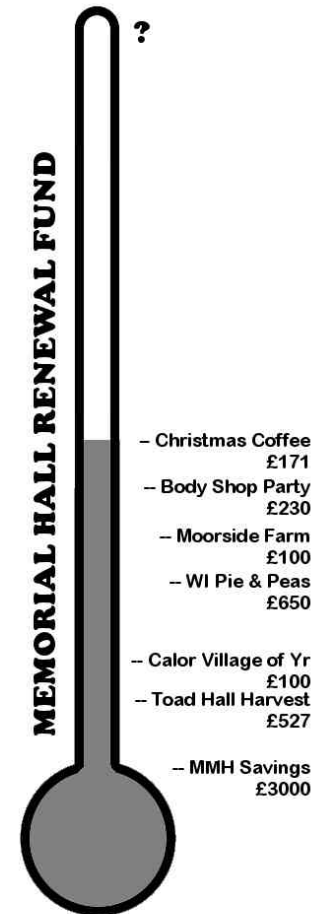 ?
MEMORIAL HALL RENEWAL FUND
-- Christmas Coffee
£171
-- Body Shop Party
£230
-- Moorside Farm
£100
-- WI Pie & Peas
£650
-- Calor Village of Yr
£100
-- Toad Hall Harvest
£527
-- MMH Savings
£3000